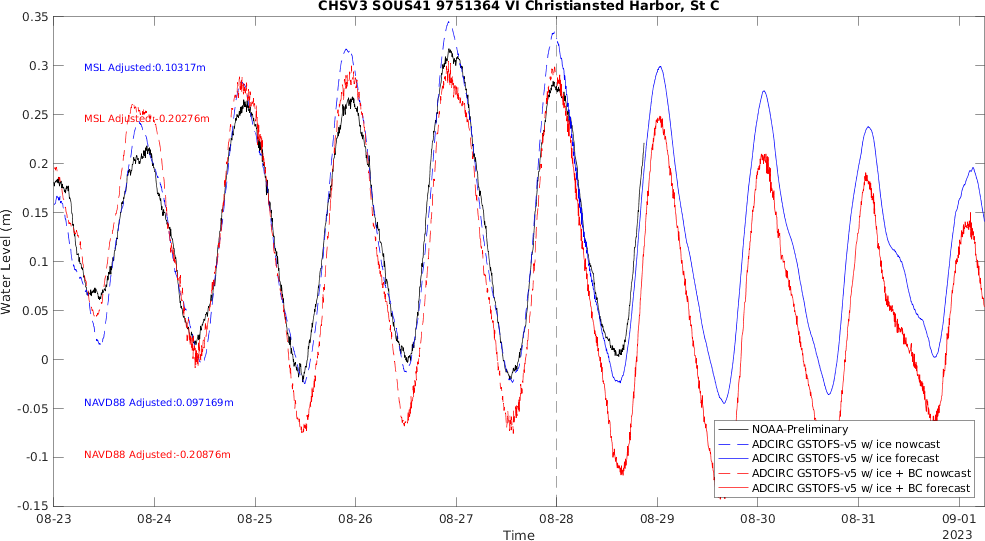 CHSV3 SOUS41 9751364 VI Christiansted Harbor, St C
0.35
0.3
0.25
0.2
0.15
0.1
0.05
0
-0.05
-0.1
-0.15
Water Level (m)
MSL Adjusted:0.10317m
MSL Adjusted:-0.20276m
NAVD88 Adjusted:0.097169m
NAVD88 Adjusted:-0.20876m
NOAA-Preliminary
ADCIRC GSTOFS-v5 w/ ice nowcast
ADCIRC GSTOFS-v5 w/ ice forecast
ADCIRC GSTOFS-v5 w/ ice + BC nowcast
ADCIRC GSTOFS-v5 w/ ice + BC forecast
08-23 08-24 08-25 08-26 08-27 08-28 08-29 08-30 08-31 09-01
2023
Time